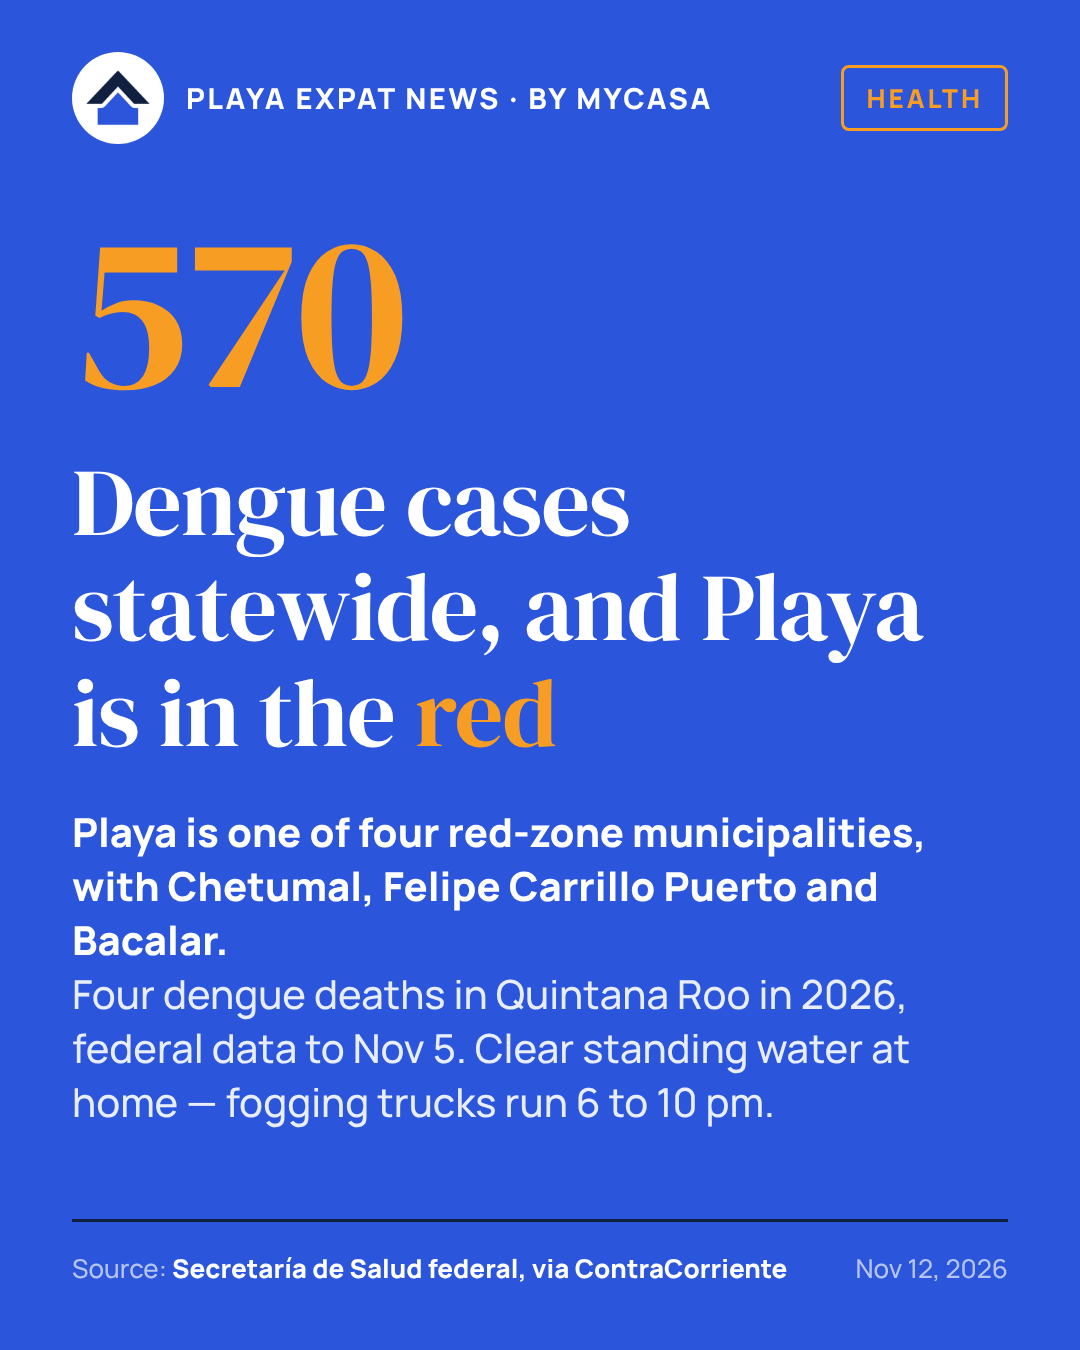 PLAYA EXPAT NEWS · BY MYCASA
HEALTH
570
Dengue cases
statewide, and Playa
is in the red
Playa is one of four red-zone municipalities,
with Chetumal, Felipe Carrillo Puerto and
Bacalar.
Four dengue deaths in Quintana Roo in 2026,
federal data to Nov 5. Clear standing water at
home — fogging trucks run 6 to 10 pm.
Source: Secretaría de Salud federal, via ContraCorriente
Nov 12, 2026